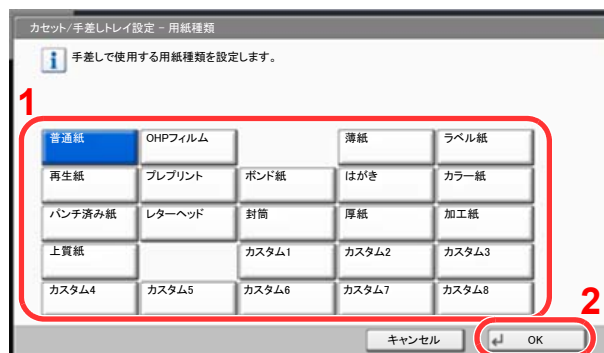 カセット/手差しトレイ設定 - 用紙種類
手差しで使用する用紙種類を設定します。
1
普通紙 OHPフィルム 薄紙 ラベル紙
再生紙 プレプリント ボンド紙 はがき カラー紙
パンチ済み紙 レターヘッド 封筒 厚紙 加工紙
上質紙 カスタム1 カスタム2 カスタム3
カスタム4 カスタム5 カスタム6 カスタム7 カスタム8
2
キャンセル OK